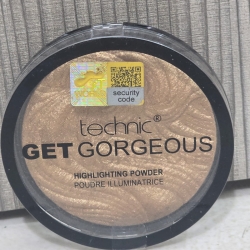 security
code
technic®
GET GORGEOUS
HIGHLIGHTING POWDER
POUDRE ILLUMINATRICE